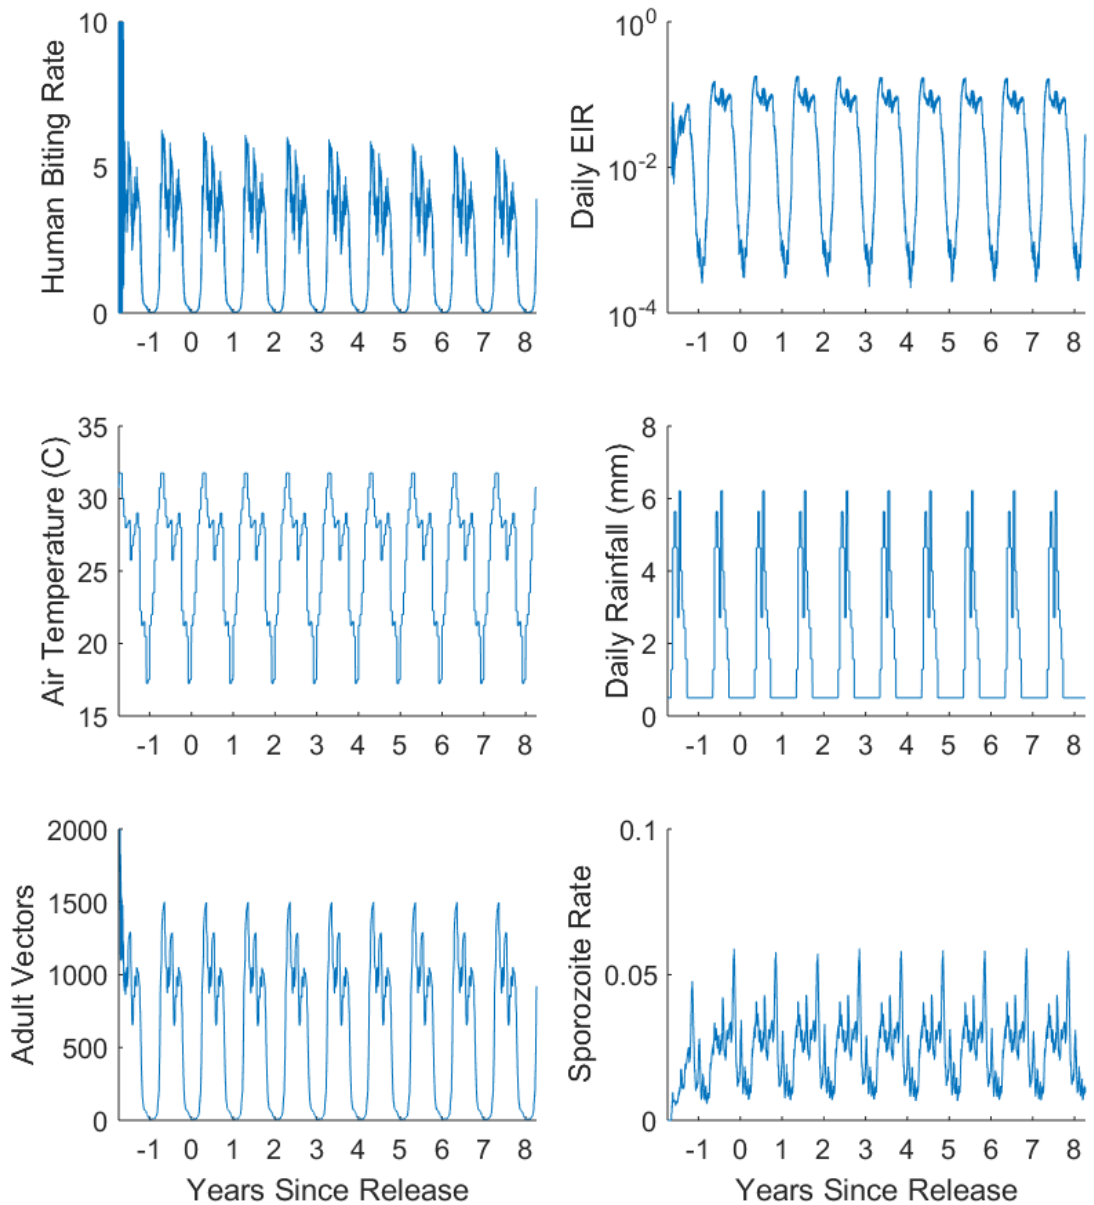 Human Biting Rate
10
5
0
-1 0 1 2 3 4 5 6 7 8
Daily EIR
10^0
10^-2
10^-4
-1 0 1 2 3 4 5 6 7 8
Air Temperature (C)
35
30
25
20
15
-1 0 1 2 3 4 5 6 7 8
Daily Rainfall (mm)
8
6
4
2
0
-1 0 1 2 3 4 5 6 7 8
Adult Vectors
2000
1500
1000
500
0
-1 0 1 2 3 4 5 6 7 8
Years Since Release
Sporozoite Rate
0.1
0.05
0
-1 0 1 2 3 4 5 6 7 8
Years Since Release